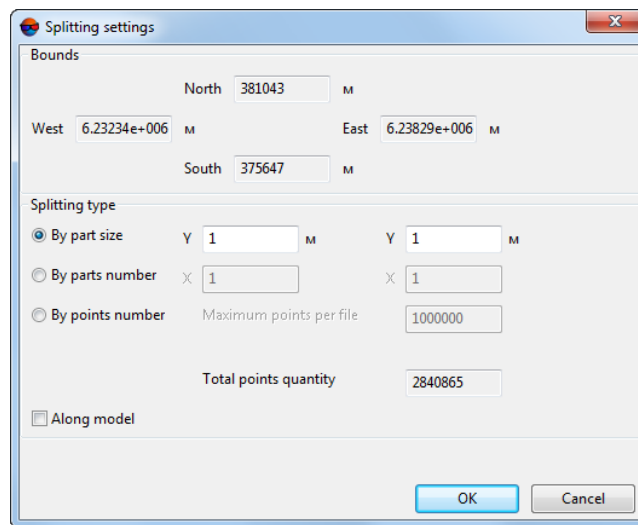 Splitting settings
Bounds
North 381043 м
West 6.23234e+006 м East 6.23829e+006 м
South 375647 м
Splitting type
By part size Y 1 м Y 1 м
By parts number X 1 X 1
By points number Maximum points per file 1000000
Total points quantity 2840865
Along model
OK Cancel